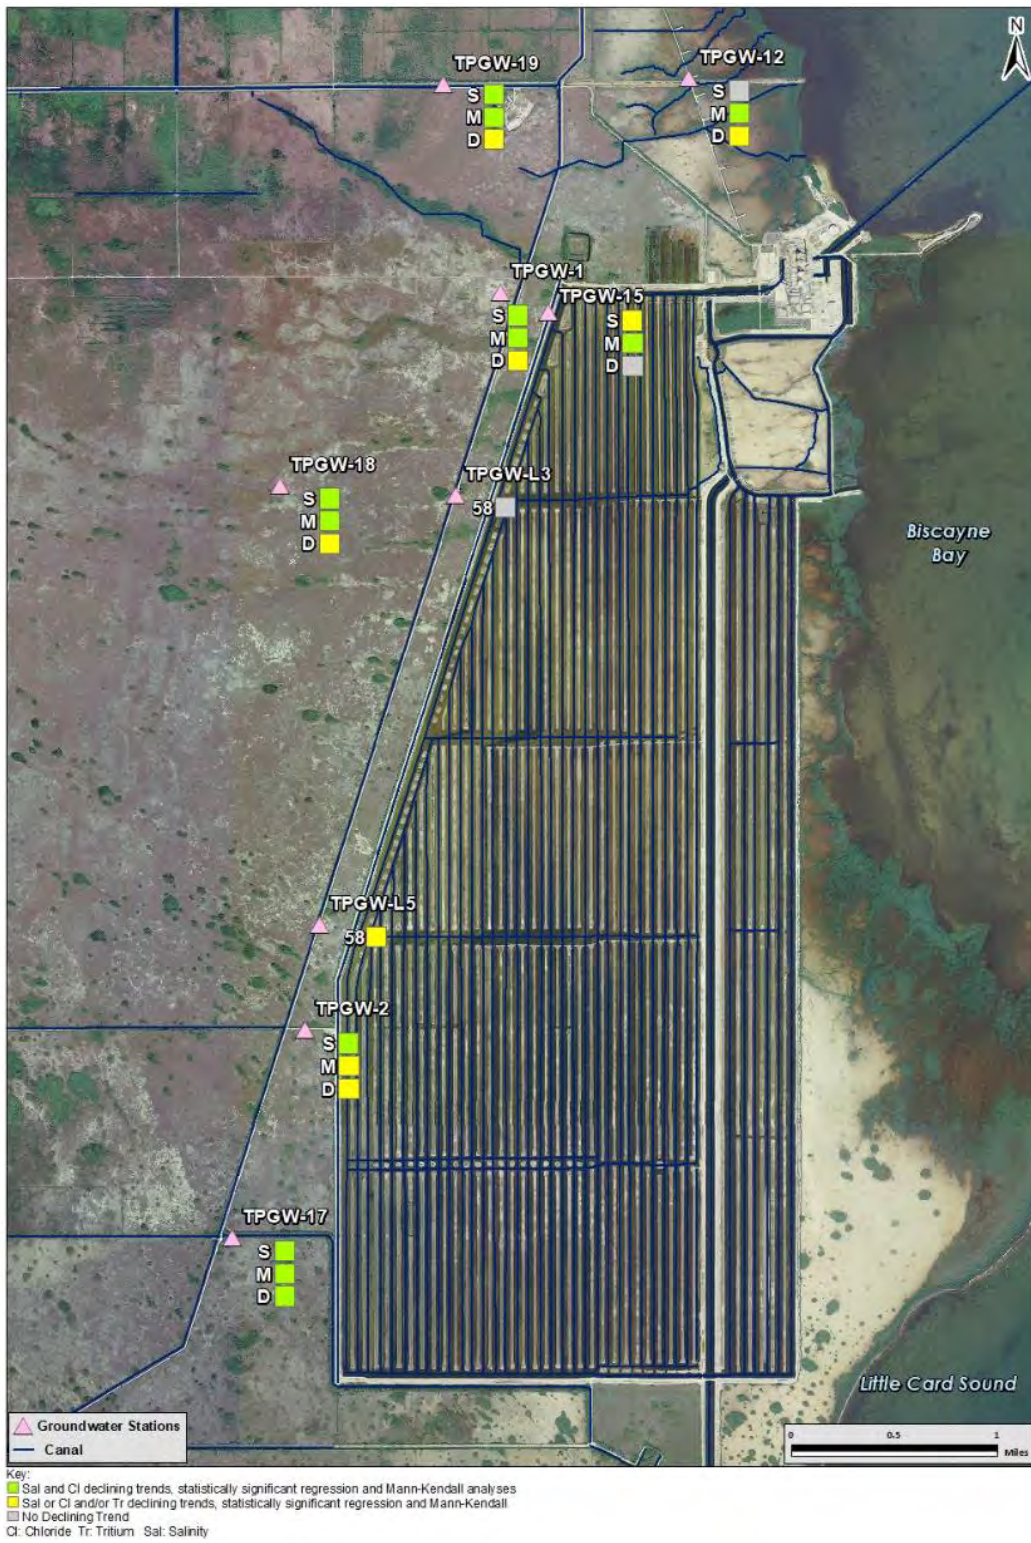 N
TPGW-19
TPGW-12
S
M
D
S
M
D
TPGW-1
TPGW-15
S
M
D
S
M
D
TPGW-18
S
M
D
TPGW-L3
58
Biscayne
Bay
TPGW-L5
58
TPGW-2
S
M
D
TPGW-17
S
M
D
Little Card Sound
Groundwater Stations
Canal
0 0.5 1
Miles
Key:
Sal and Cl declining trends, statistically significant regression and Mann-Kendall analyses
Sal or Cl and/or Tr declining trends, statistically significant regression and Mann-Kendall
No Declining Trend
Cl: Chloride Tr: Tritium Sal: Salinity